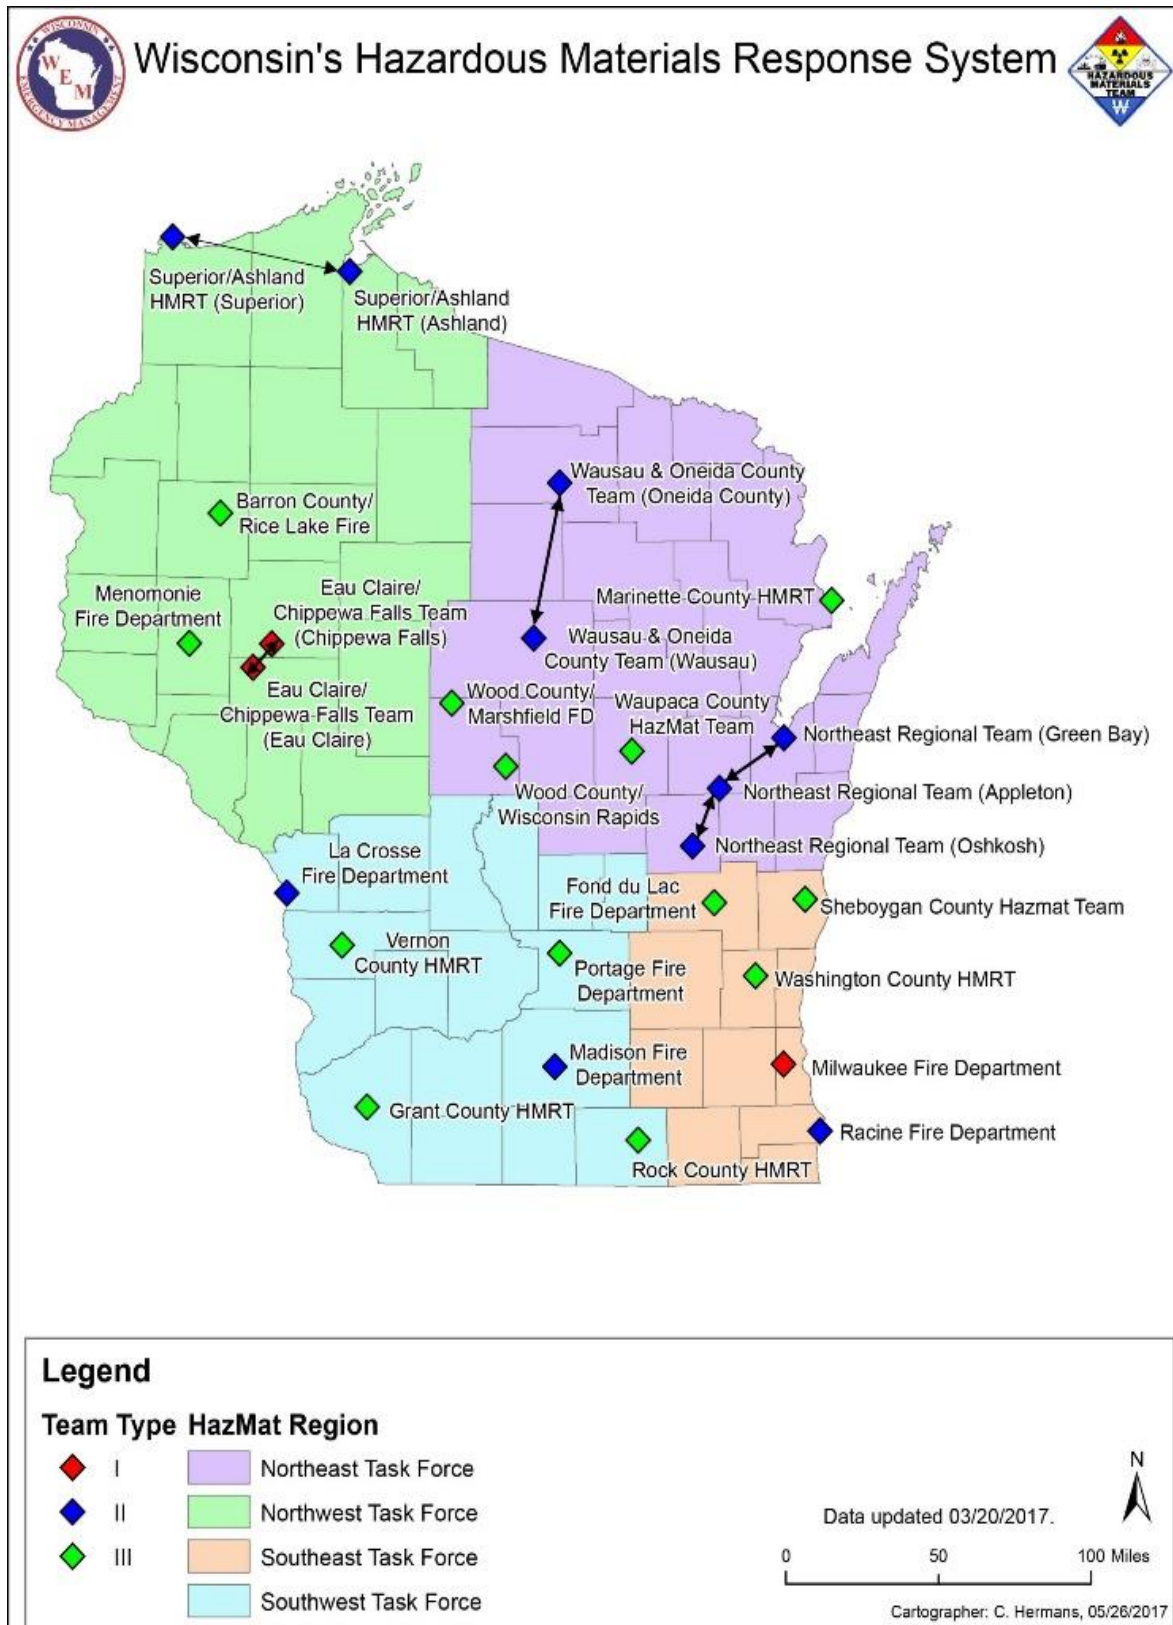 WISCONSIN
WEM
EMERGENCY MANAGEMENT
Wisconsin's Hazardous Materials Response System
HAZARDOUS
MATERIALS
TEAM
W
Superior/Ashland
HMRT (Superior)
Superior/Ashland
HMRT (Ashland)
Wausau & Oneida County
Team (Oneida County)
Barron County/
Rice Lake Fire
Menomonie
Fire Department
Eau Claire/
Chippewa Falls Team
(Chippewa Falls)
Marinette County HMRT
Wausau & Oneida
County Team (Wausau)
Eau Claire/
Chippewa Falls Team
(Eau Claire)
Wood County/
Marshfield FD
Waupaca County
HazMat Team
Northeast Regional Team (Green Bay)
Wood County/
Wisconsin Rapids
Northeast Regional Team (Appleton)
Northeast Regional Team (Oshkosh)
La Crosse
Fire Department
Fond du Lac
Fire Department
Sheboygan County Hazmat Team
Vernon
County HMRT
Portage Fire
Department
Washington County HMRT
Madison Fire
Department
Milwaukee Fire Department
Grant County HMRT
Racine Fire Department
Rock County HMRT
Legend
Team Type HazMat Region
I Northeast Task Force
II Northwest Task Force
III Southeast Task Force
Southwest Task Force
N
Data updated 03/20/2017.
0 50 100 Miles
Cartographer: C. Hermans, 05/26/2017